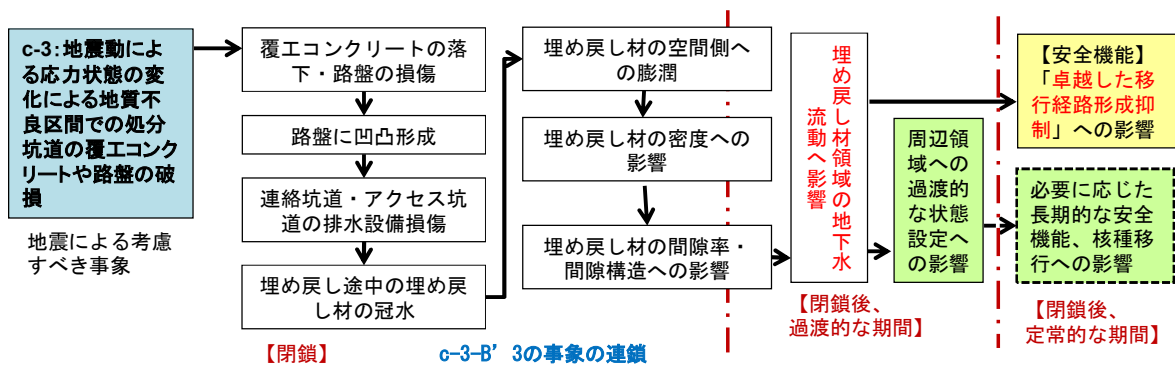 c-3：地震動によ
る応力状態の変
化による地質不
良区間での処分
坑道の覆工コンク
リートや路盤の破
損
地震による考慮
すべき事象
覆工コンクリートの落
下・路盤の損傷
路盤に凹凸形成
連絡坑道・アクセス坑
道の排水設備損傷
埋め戻し途中の埋め戻
し材の冠水
【閉鎖】
埋め戻し材の空間側へ
の膨潤
埋め戻し材の密度への
影響
埋め戻し材の間隙率・
間隙構造への影響
c-3-B’3の事象の連鎖
埋め戻し材領域の地下水
流動へ影響
周辺領
域への
過渡的
な状態
設定へ
の影響
【閉鎖後、
過渡的な期間】
【安全機能】
「卓越した移
行経路形成抑
制」への影響
必要に応じた
長期的な安全
機能、核種移
行への影響
【閉鎖後、
定常的な期間】